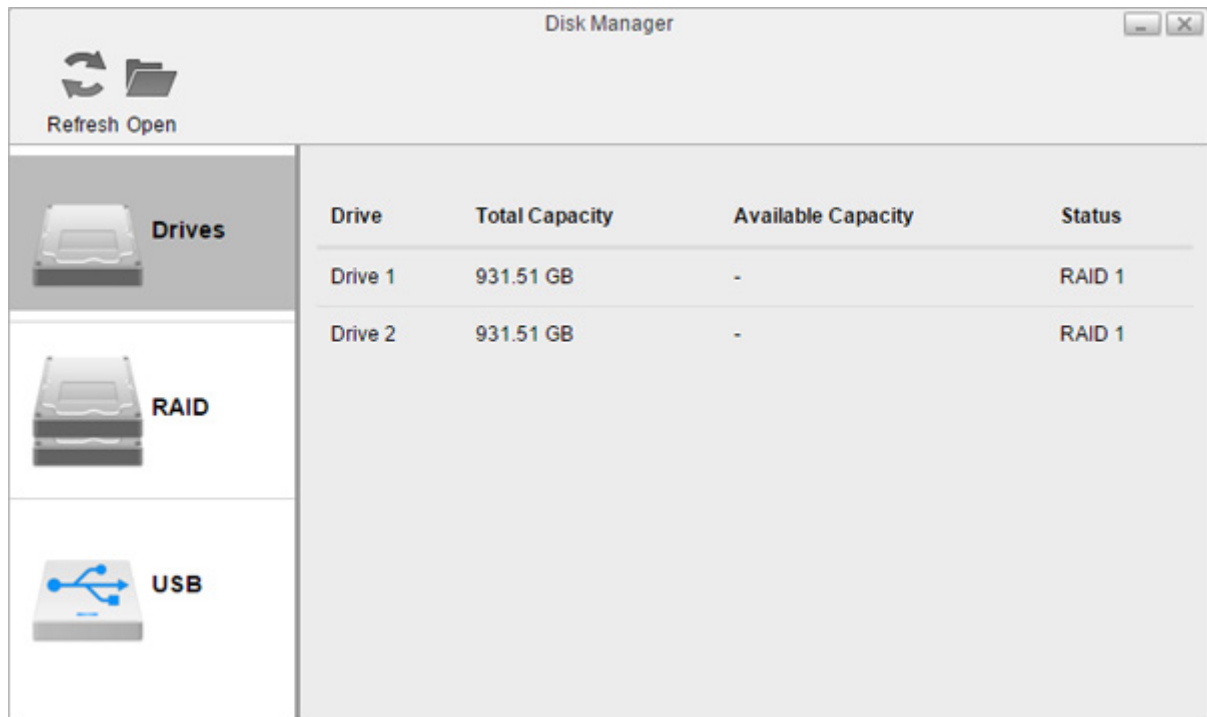 Disk Manager
Refresh Open
Drives
RAID
USB
Drive Total Capacity Available Capacity Status
Drive 1 931.51 GB - RAID 1
Drive 2 931.51 GB - RAID 1